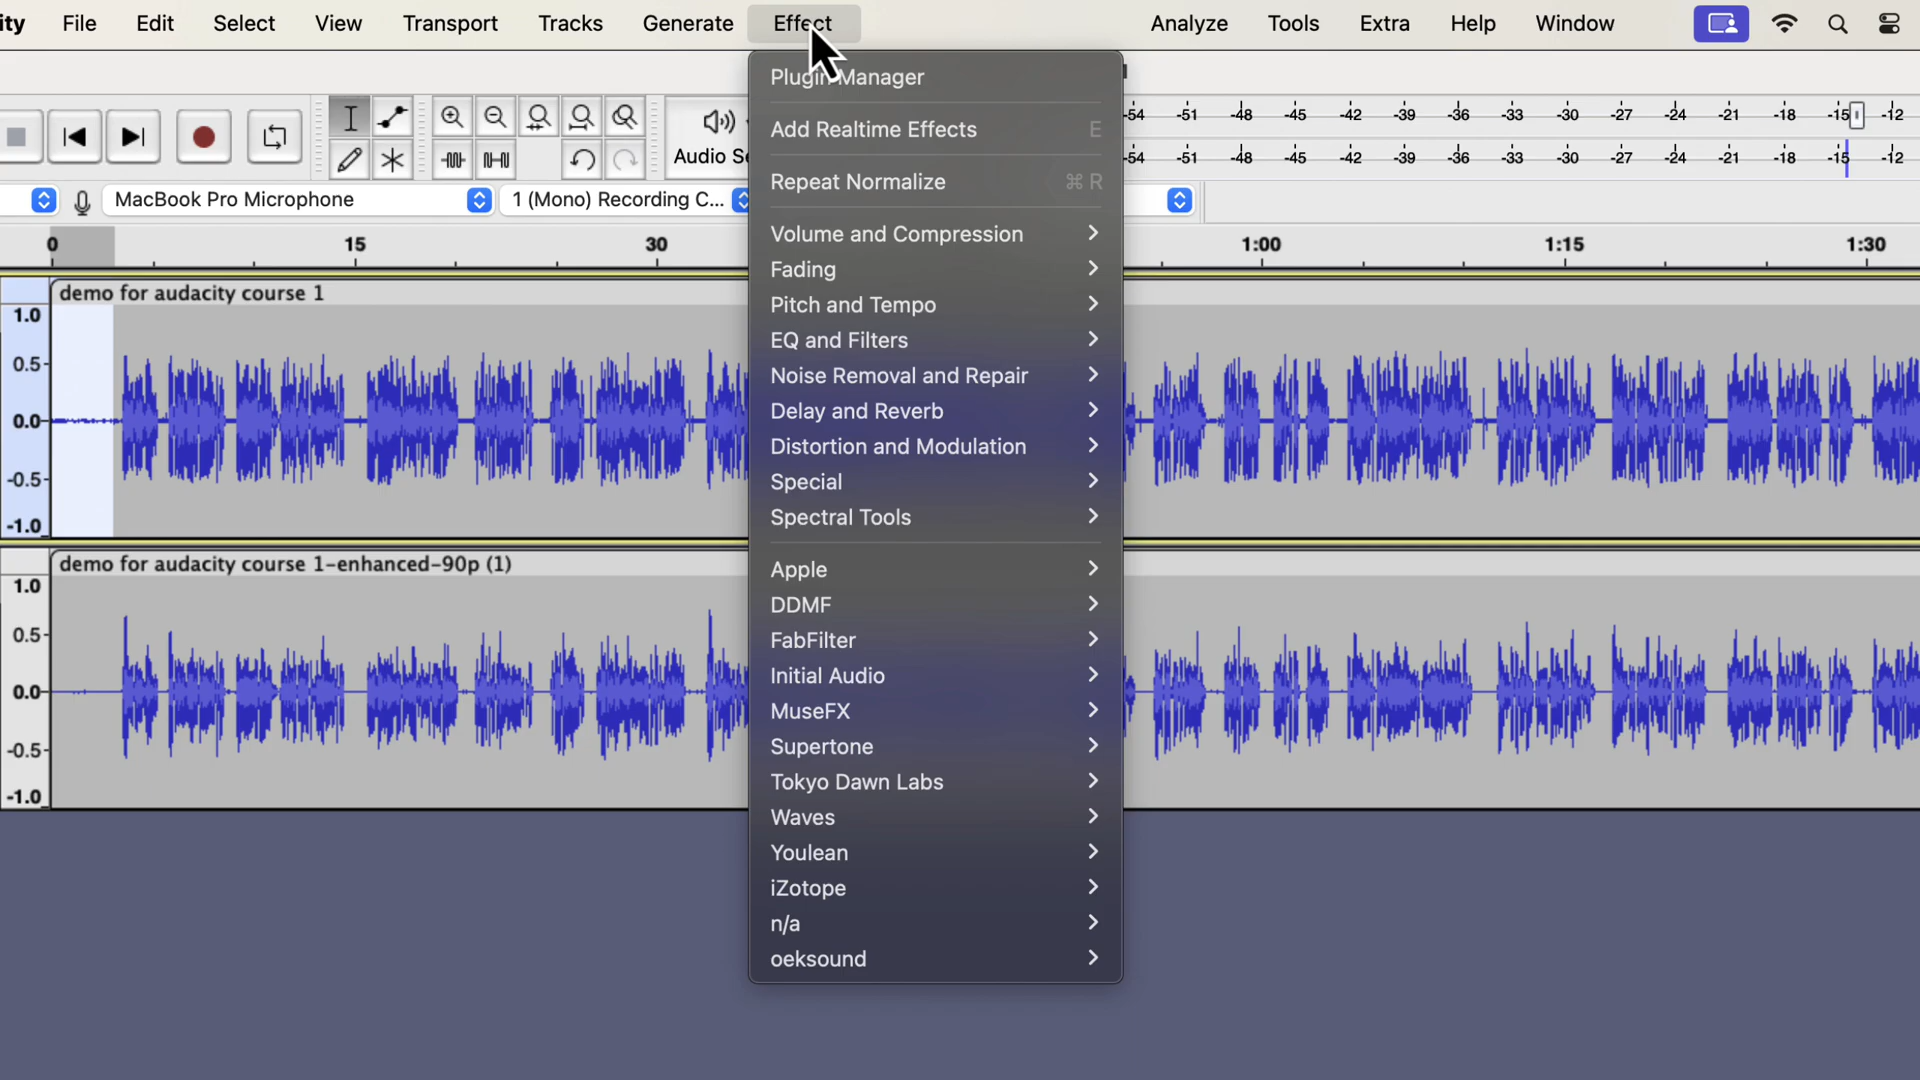 ity File Edit Select View Transport Tracks Generate Effect Analyze Tools Extra Help Window
Plugin Manager
Add Realtime Effects E
Repeat Normalize ⌘ R
Volume and Compression
Fading
Pitch and Tempo
EQ and Filters
Noise Removal and Repair
Delay and Reverb
Distortion and Modulation
Special
Spectral Tools
Apple
DDMF
FabFilter
Initial Audio
MuseFX
Supertone
Tokyo Dawn Labs
Waves
Youlean
iZotope
n/a
oeksound
Audio Se
-54 -51 -48 -45 -42 -39 -36 -33 -30 -27 -24 -21 -18 -15 -12
-54 -51 -48 -45 -42 -39 -36 -33 -30 -27 -24 -21 -18 -15 -12
MacBook Pro Microphone 1 (Mono) Recording C...
0 15 30 1:00 1:15 1:30
demo for audacity course 1
1.0
0.5
0.0
-0.5
-1.0
demo for audacity course 1-enhanced-90p (1)
1.0
0.5
0.0
-0.5
-1.0